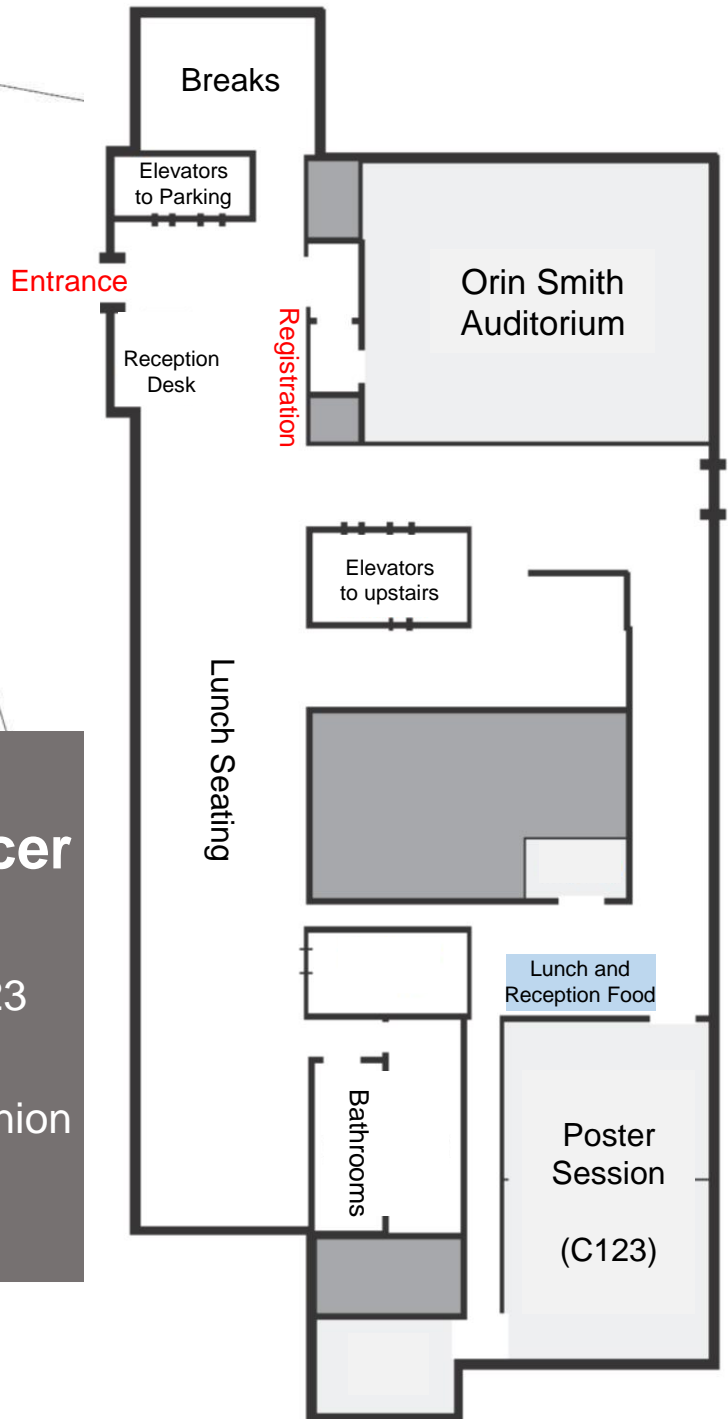 Breaks
Elevators
to Parking
Entrance
Orin Smith
Auditorium
Registration
Reception
Desk
Elevators
to upstairs
Lunch Seating
Lunch and
Reception Food
Bathrooms
Poster
Session
(C123)